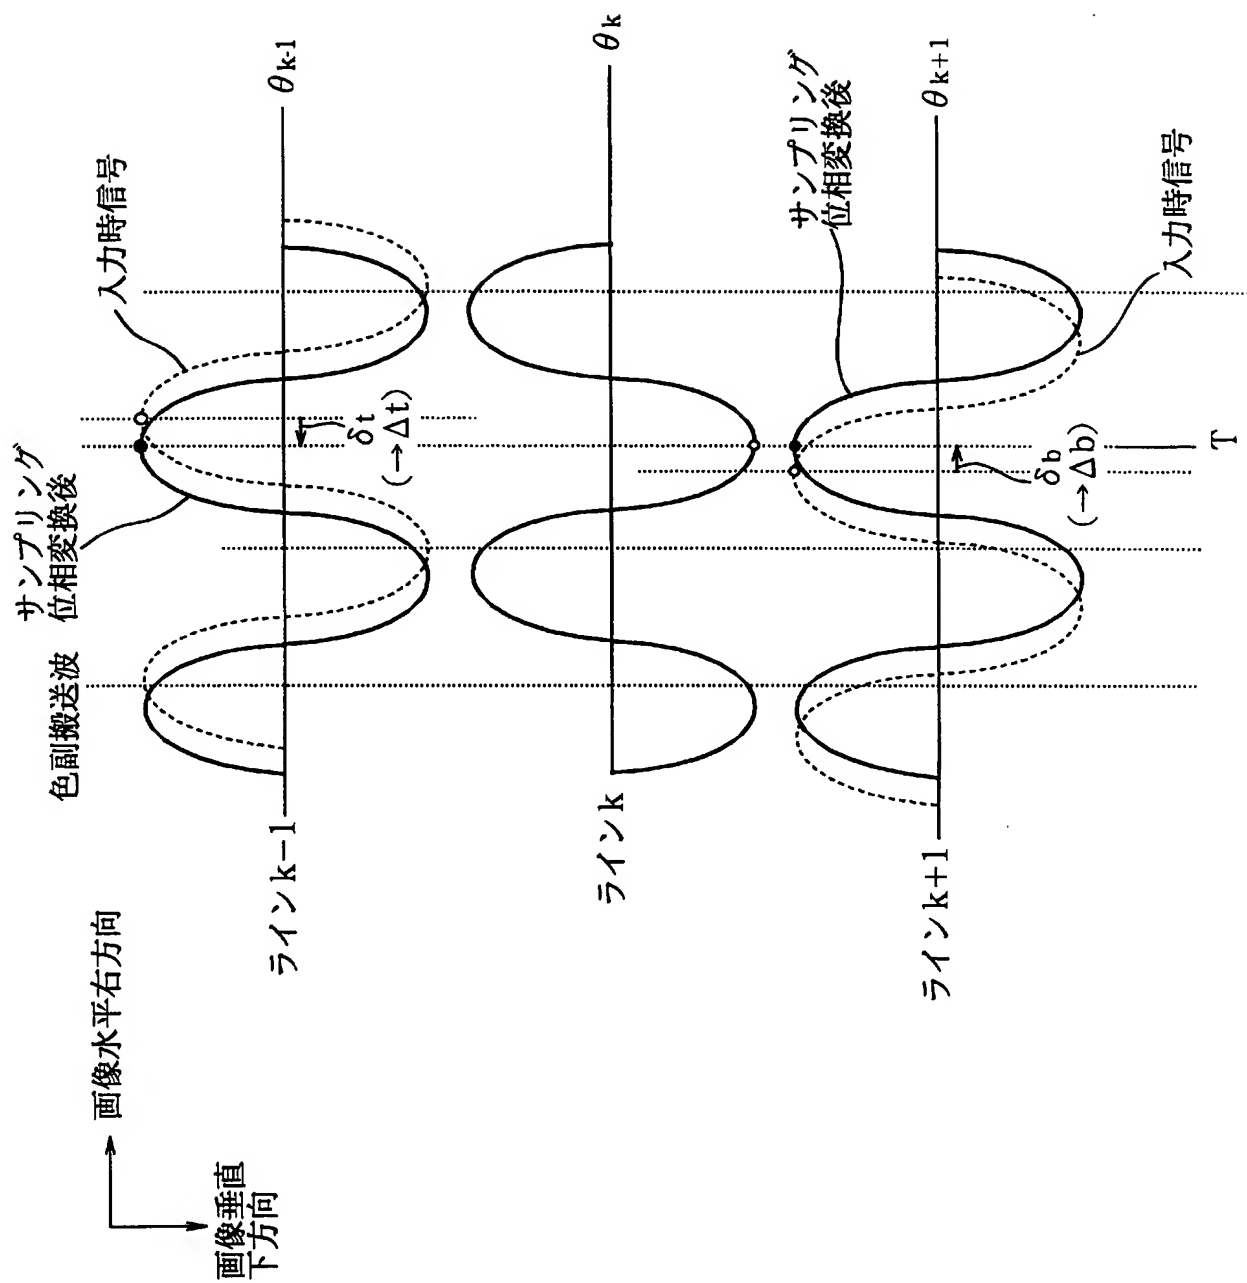 画像水平右方向
画像垂直
下方向
色副搬送波
サンプリング
位相変換後
入力時信号
ラインk−1
θk-1
δt
(→Δt)
ラインk
θk
サンプリング
位相変換後
ラインk+1
θk+1
δb
(→Δb)
T
入力時信号